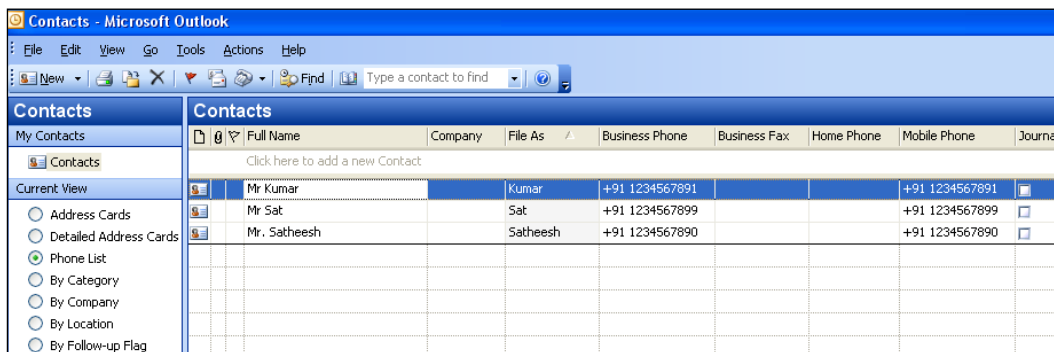 Contacts - Microsoft Outlook
File Edit View Go Tools Actions Help
New Find Type a contact to find
Contacts Contacts
My Contacts Full Name Company File As Business Phone Business Fax Home Phone Mobile Phone Journa
Contacts Click here to add a new Contact
Current View Mr Kumar Kumar +91 1234567891 +91 1234567891
Address Cards Mr Sat Sat +91 1234567899 +91 1234567899
Detailed Address Cards Mr. Satheesh Satheesh +91 1234567890 +91 1234567890
Phone List
By Category
By Company
By Location
By Follow-up Flag